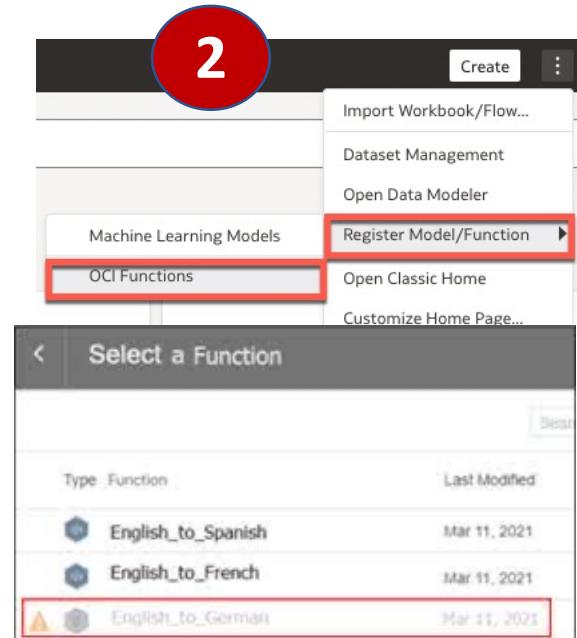 2
Create
Import Workbook/Flow...
Dataset Management
Open Data Modeler
Machine Learning Models
Register Model/Function
OCI Functions
Open Classic Home
Customize Home Page...
Select a Function
Type Function Last Modified
English_to_Spanish Mar 11, 2021
English_to_French Mar 11, 2021
English_to_German Mar 11, 2021